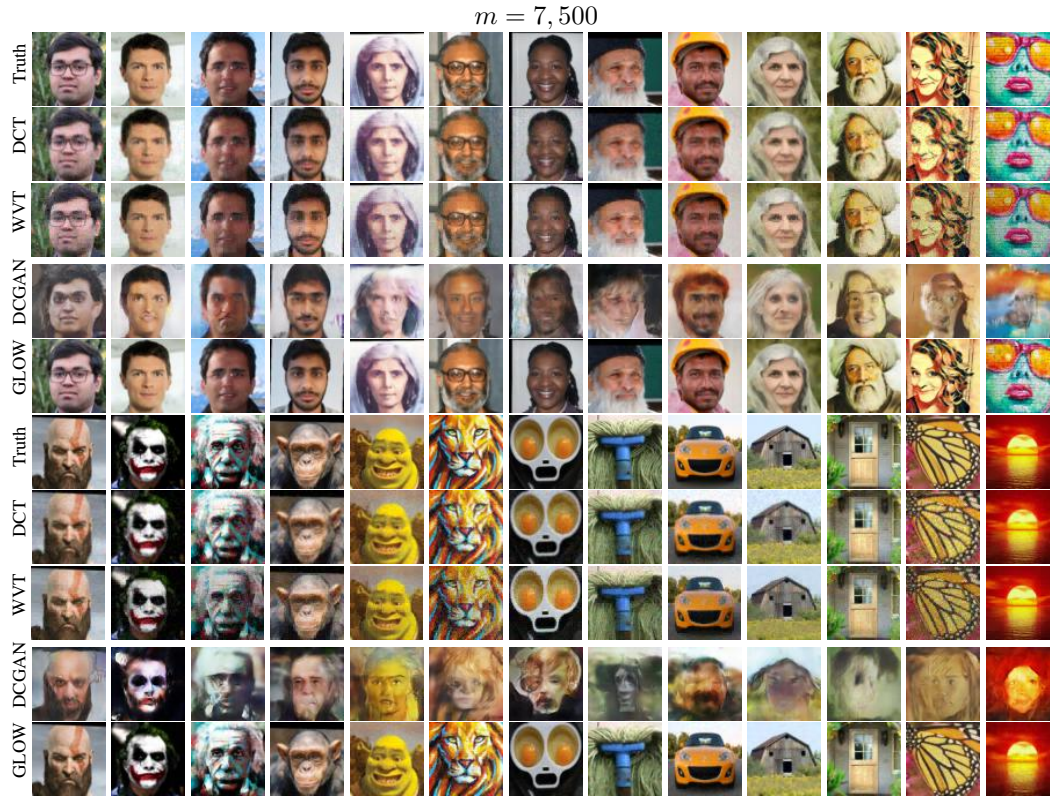 m = 7, 500
Truth
DCT
WVT
DCGAN
GLOW
Truth
DCT
WVT
DCGAN
GLOW